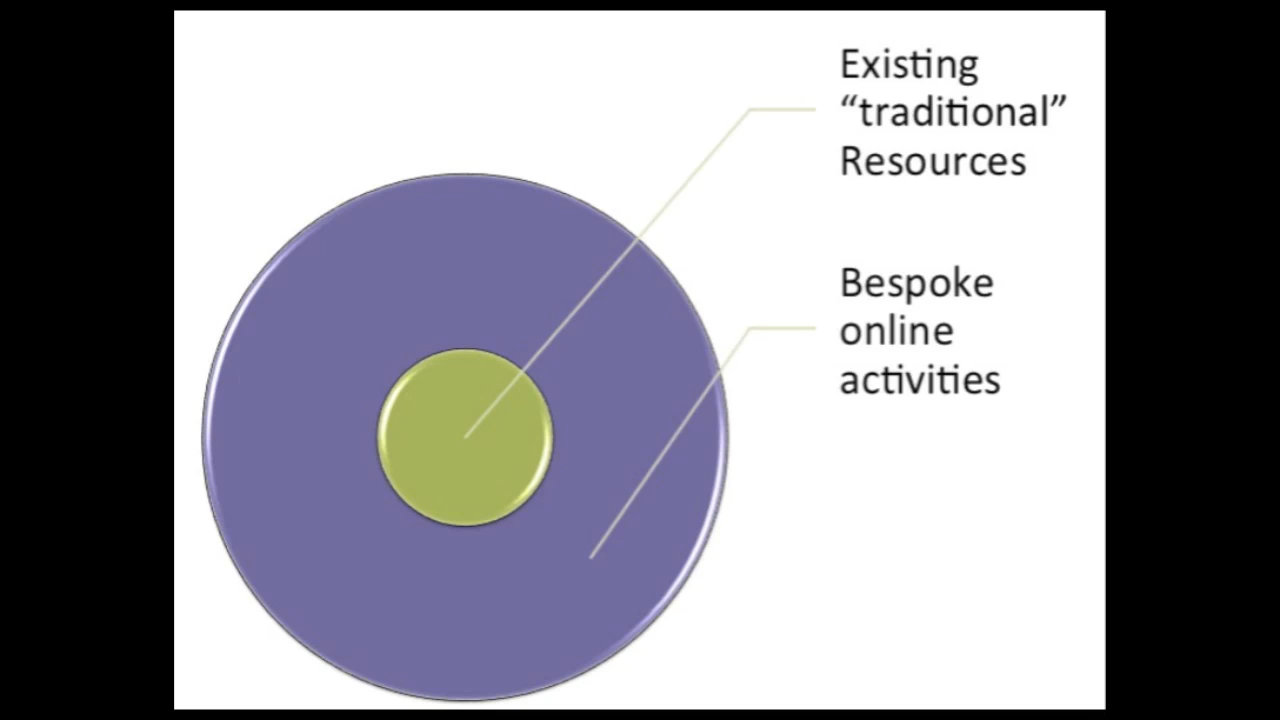 Existing
“traditional”
Resources
Bespoke
online
activities